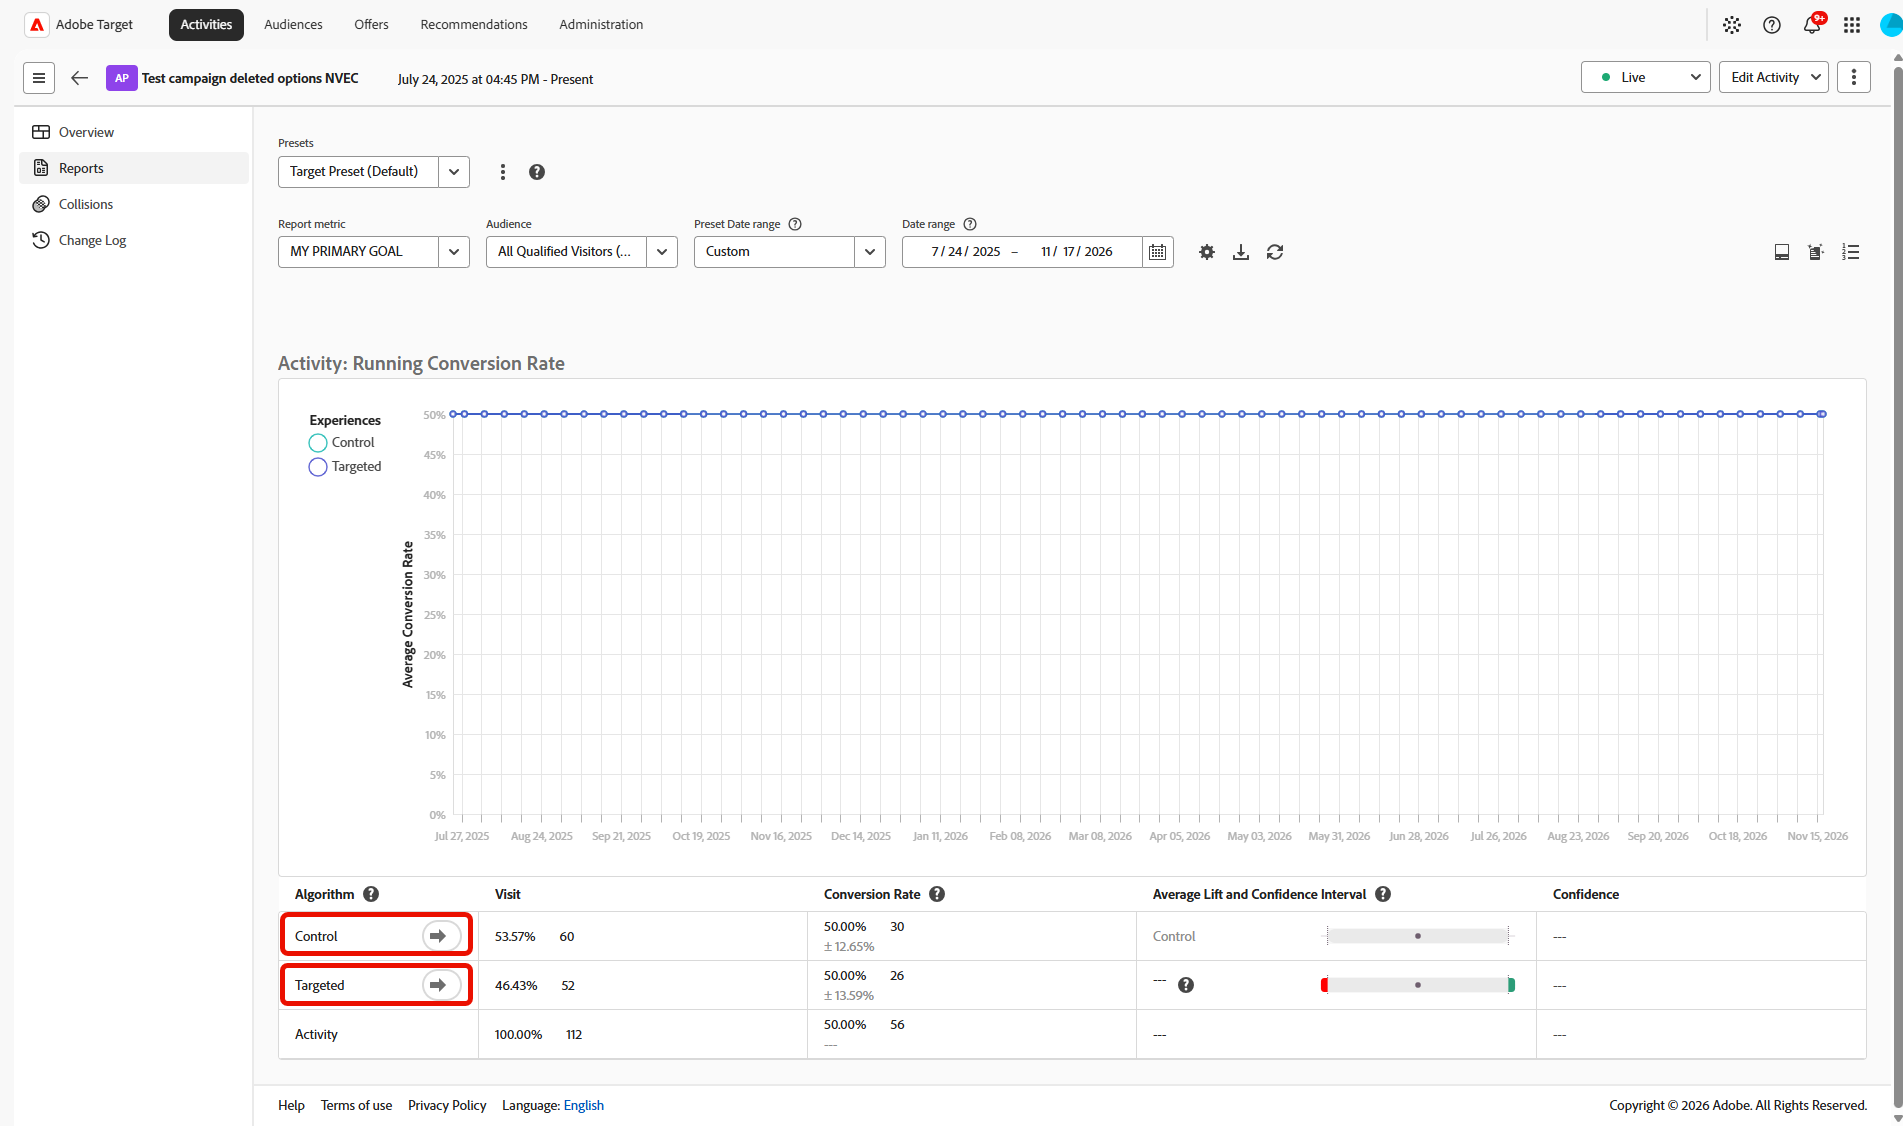 Adobe Target
Activities
Audiences
Offers
Recommendations
Administration
9+
AP
Test campaign deleted options NVEC
July 24, 2025 at 04:45 PM - Present
Live
Edit Activity
Overview
Reports
Collisions
Change Log
Presets
Target Preset (Default)
Report metric
Audience
Preset Date range
Date range
MY PRIMARY GOAL
All Qualified Visitors (...
Custom
7 / 24 / 2025 – 11 / 17 / 2026
Activity: Running Conversion Rate
Experiences
Control
Targeted
Average Conversion Rate
50%
45%
40%
35%
30%
25%
20%
15%
10%
5%
0%
Jul 27, 2025
Aug 24, 2025
Sep 21, 2025
Oct 19, 2025
Nov 16, 2025
Dec 14, 2025
Jan 11, 2026
Feb 08, 2026
Mar 08, 2026
Apr 05, 2026
May 03, 2026
May 31, 2026
Jun 28, 2026
Jul 26, 2026
Aug 23, 2026
Sep 20, 2026
Oct 18, 2026
Nov 15, 2026
Algorithm
Visit
Conversion Rate
Average Lift and Confidence Interval
Confidence
Control
53.57% 60
50.00% 30
± 12.65%
Control
---
Targeted
46.43% 52
50.00% 26
± 13.59%
---
---
Activity
100.00% 112
50.00% 56
---
---
---
Help
Terms of use
Privacy Policy
Language: English
Copyright © 2026 Adobe. All Rights Reserved.